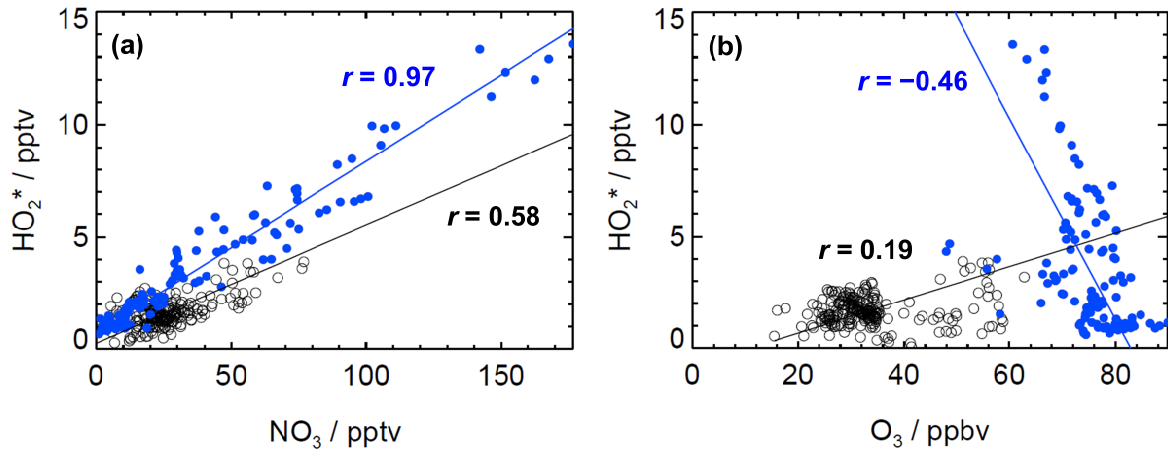 (a)
r = 0.97
r = 0.58
HO₂* / pptv
15
10
5
0
0 50 100 150
NO₃ / pptv
(b)
r = −0.46
r = 0.19
HO₂* / pptv
15
10
5
0
0 20 40 60 80
O₃ / ppbv